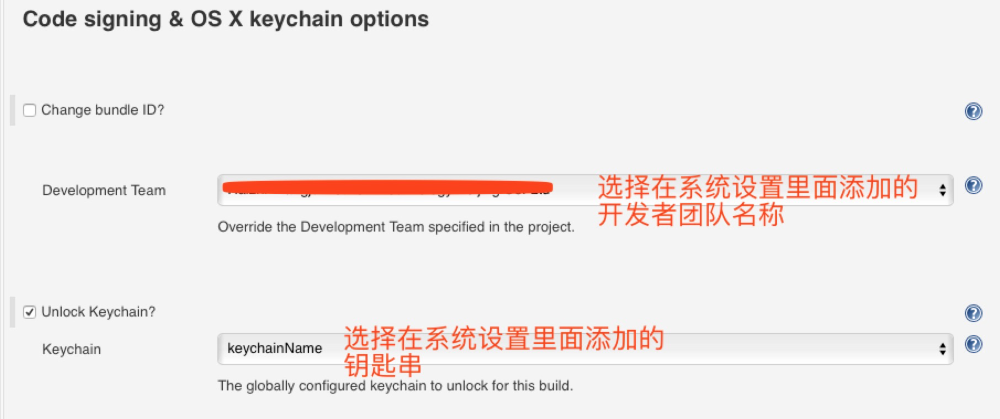 Code signing & OS X keychain options
Change bundle ID?
Development Team
选择在系统设置里面添加的
开发者团队名称
Override the Development Team specified in the project.
Unlock Keychain?
Keychain
keychainName
选择在系统设置里面添加的
钥匙串
The globally configured keychain to unlock for this build.